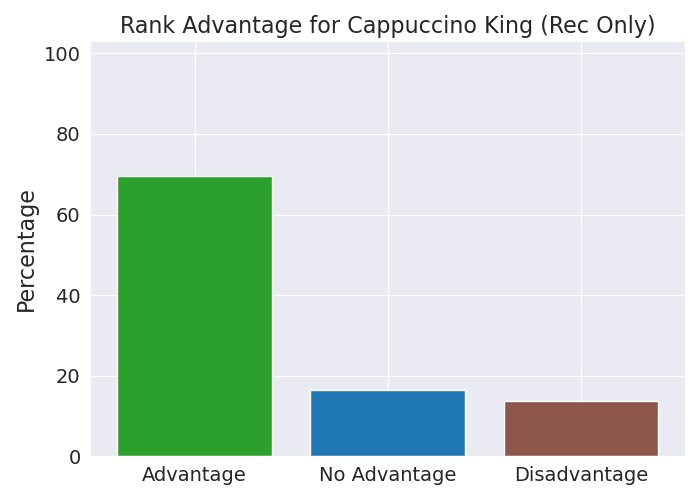 Rank Advantage for Cappuccino King (Rec Only)
100
80
60
40
20
0
Percentage
Advantage
No Advantage
Disadvantage